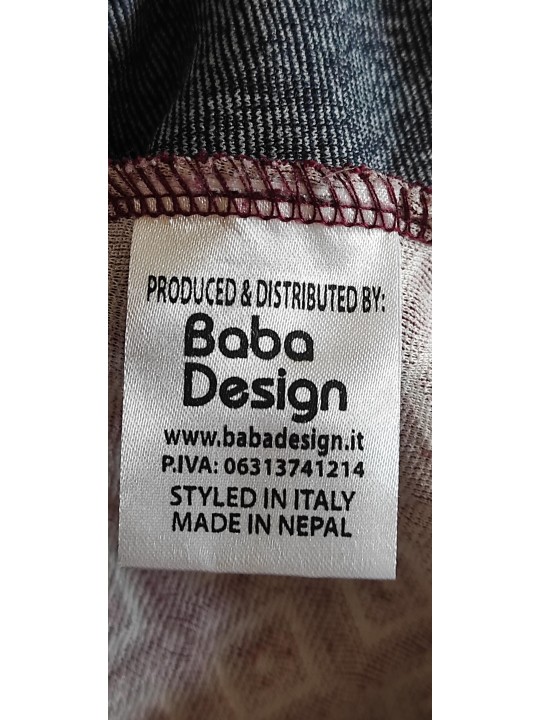 PRODUCED & DISTRIBUTED BY:
Baba
Design
www.babadesign.it
P.IVA: 06313741214
STYLED IN ITALY
MADE IN NEPAL